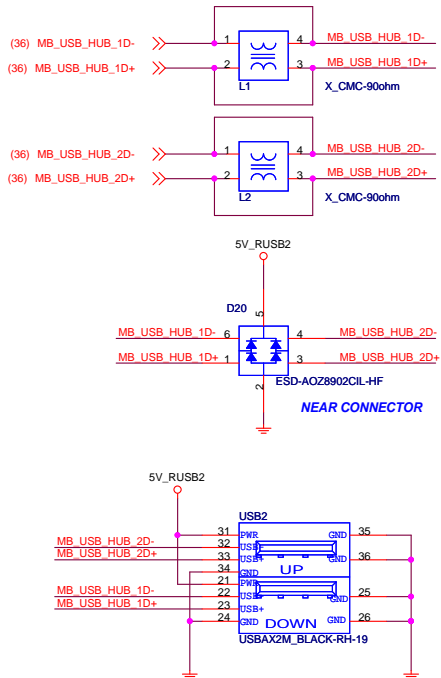 (36) MB_USB_HUB_1D- 1 4 MB_USB_HUB_1D-
(36) MB_USB_HUB_1D+ 2 3 MB_USB_HUB_1D+
L1 X_CMC-90ohm
(36) MB_USB_HUB_2D- 1 4 MB_USB_HUB_2D-
(36) MB_USB_HUB_2D+ 2 3 MB_USB_HUB_2D+
L2 X_CMC-90ohm
5V_RUSB2
D20 5
MB_USB_HUB_1D- 6 4 MB_USB_HUB_2D-
MB_USB_HUB_1D+ 1 3 MB_USB_HUB_2D+
2 ESD-AOZ8902CIL-HF
NEAR CONNECTOR
5V_RUSB2
USB2
31 PWR GND 35
MB_USB_HUB_2D- 32 USB-
MB_USB_HUB_2D+ 33 USB+ GND 36
34 GND UP
21 PWR
MB_USB_HUB_1D- 22 USB- GND 25
MB_USB_HUB_1D+ 23 USB+
24 GND DOWN GND 26
USBAX2M_BLACK-RH-19